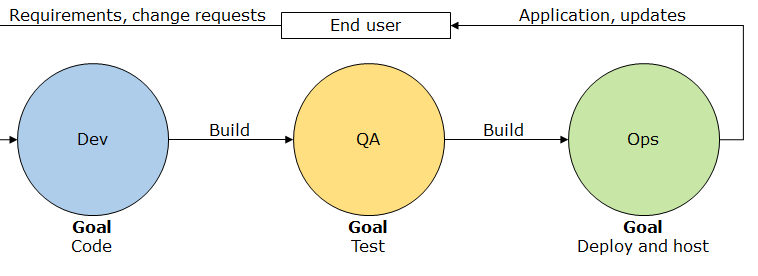 Requirements, change requests
End user
Application, updates
Dev
Build
QA
Build
Ops
Goal
Code
Goal
Test
Goal
Deploy and host